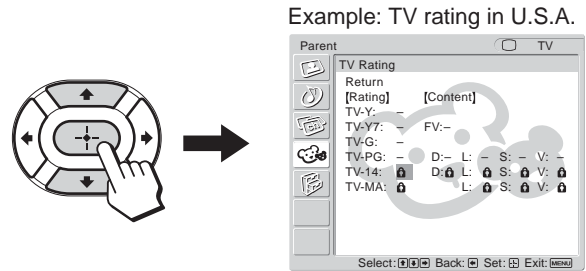 Example: TV rating in U.S.A.
Parent TV
TV Rating
Return
[Rating] [Content]
TV-Y: –
TV-Y7: – FV:–
TV-G: –
TV-PG: – D:– L: – S: – V: –
TV-14: D: L: S: V:
TV-MA: L: S: V:
Select: Back: Set: Exit: MENU